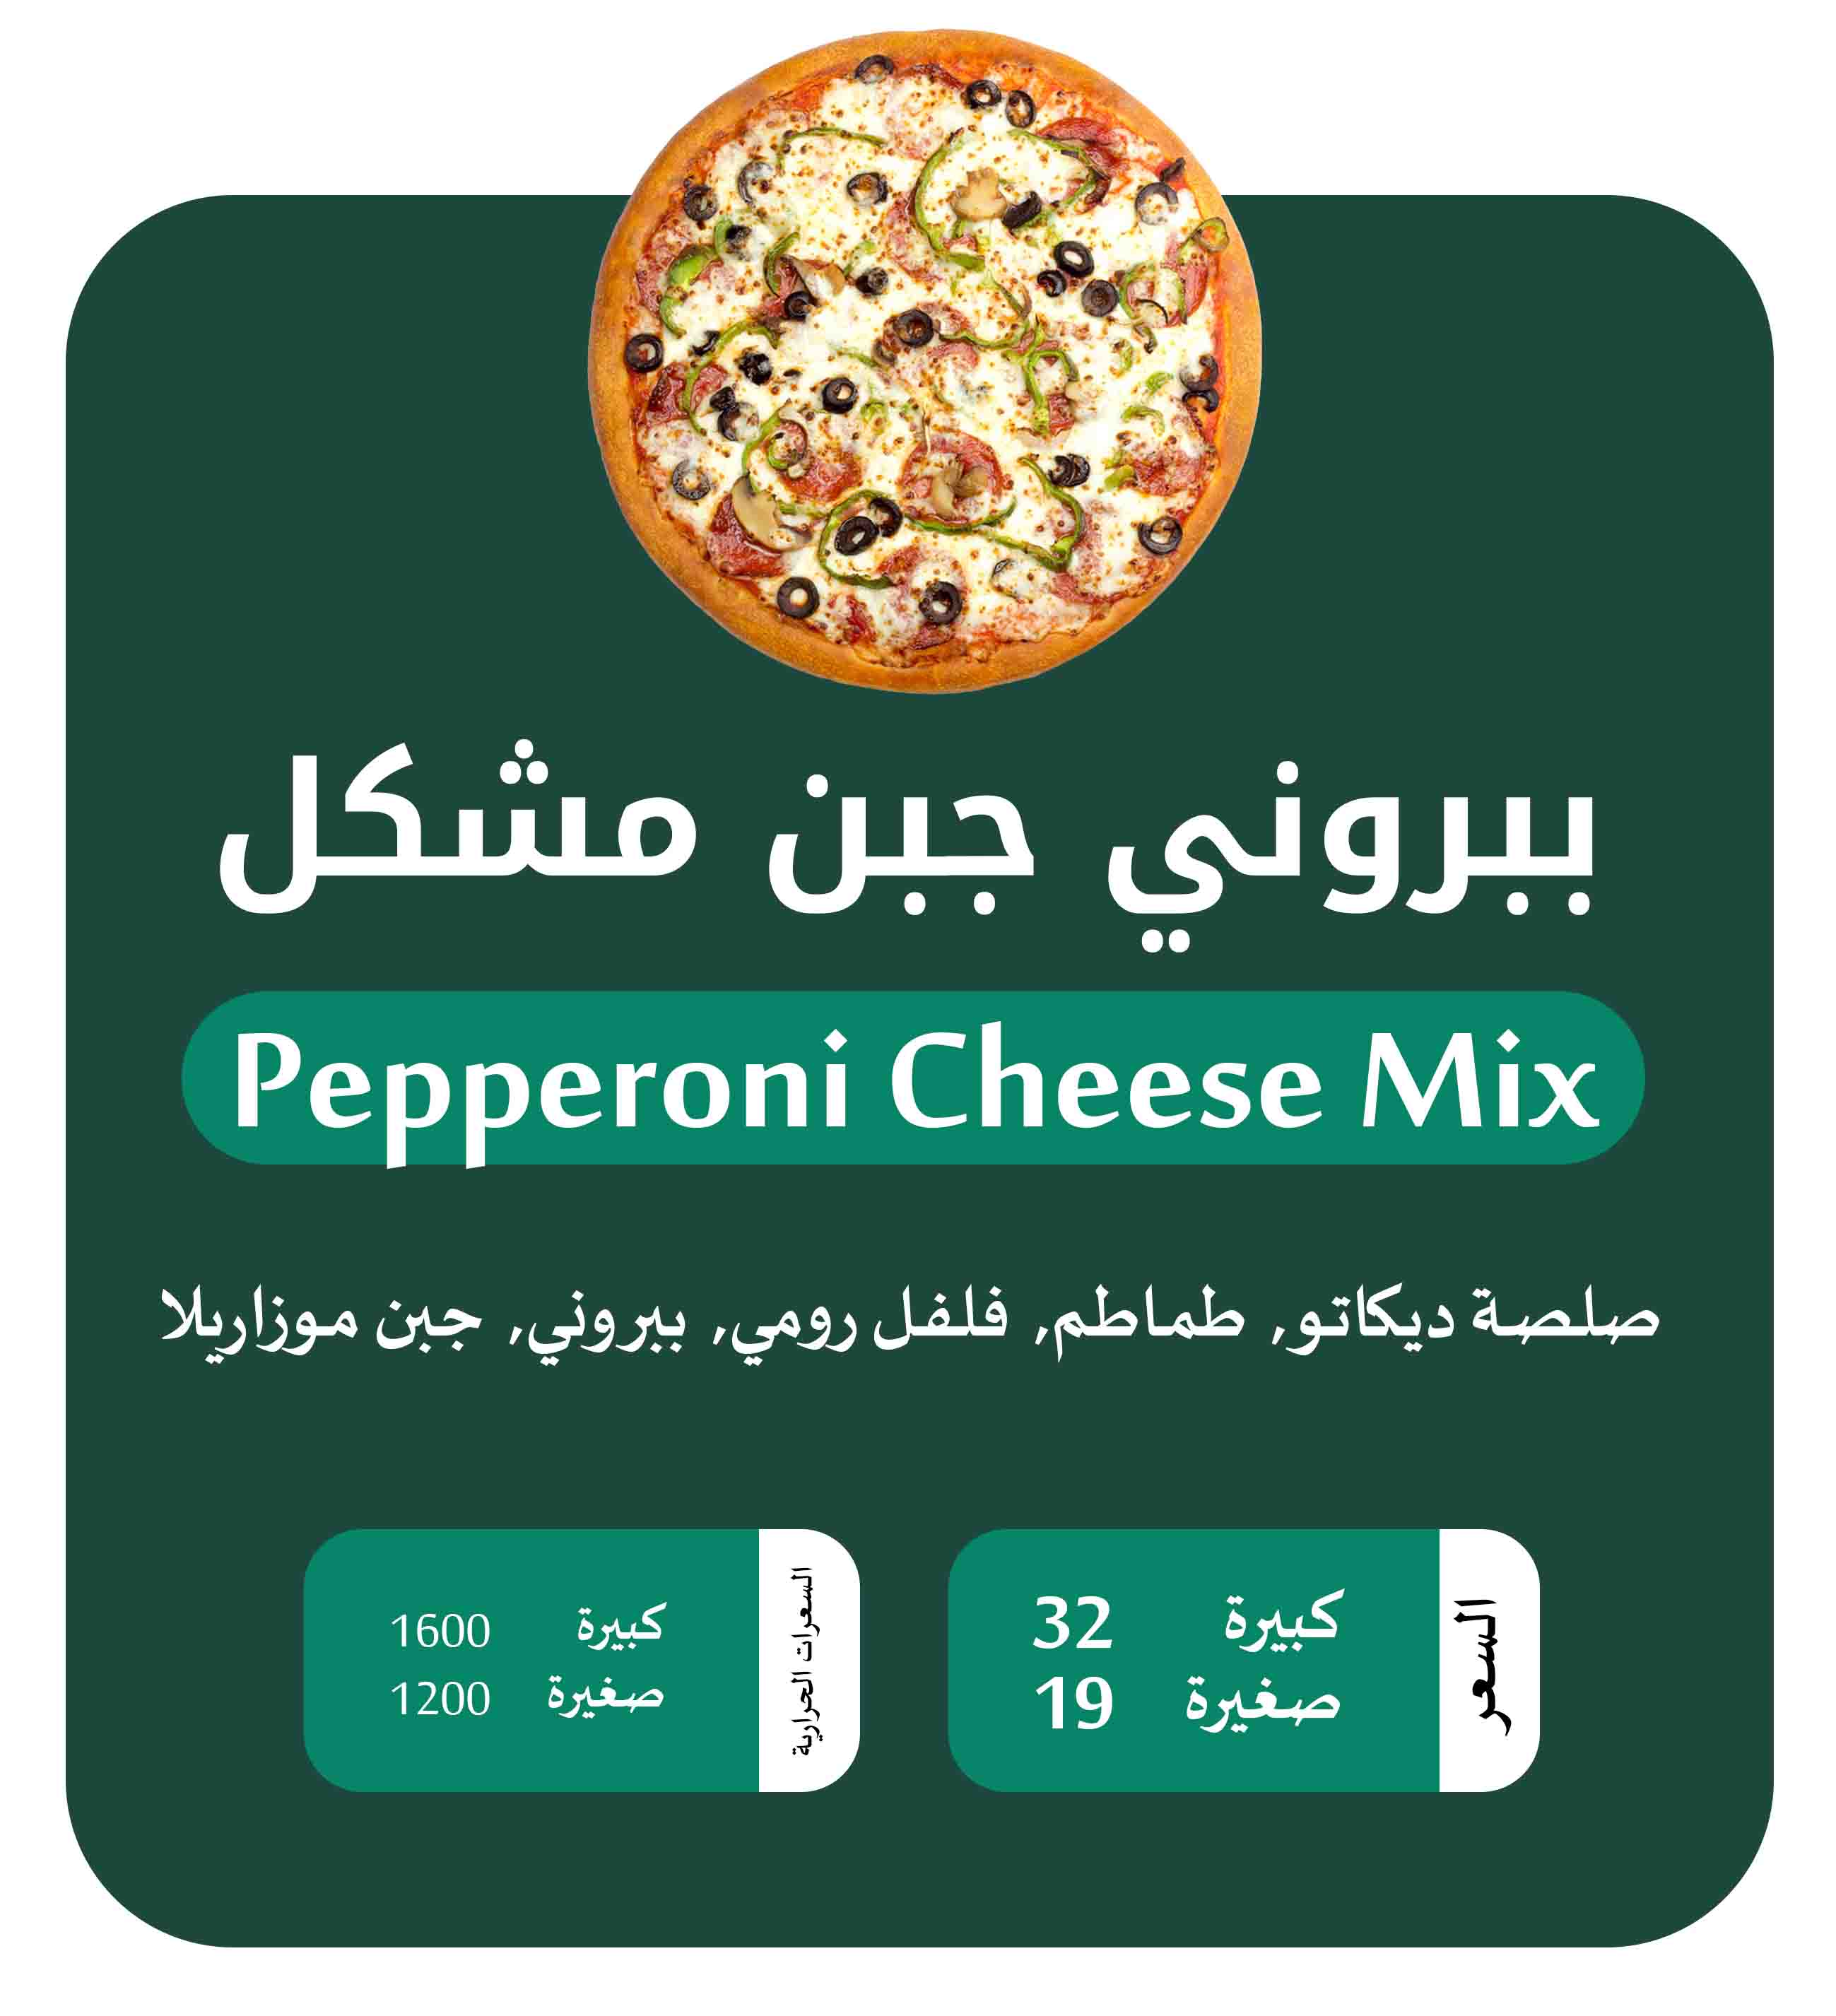 ببروني جبن مشكل
Pepperoni Cheese Mix
صلصة ديكاتو, طماطم, فلفل رومي, ببروني, جبن موزاريلا
السعر
كبيرة 32
صغيرة 19
السعرات الحرارية
كبيرة 1600
صغيرة 1200